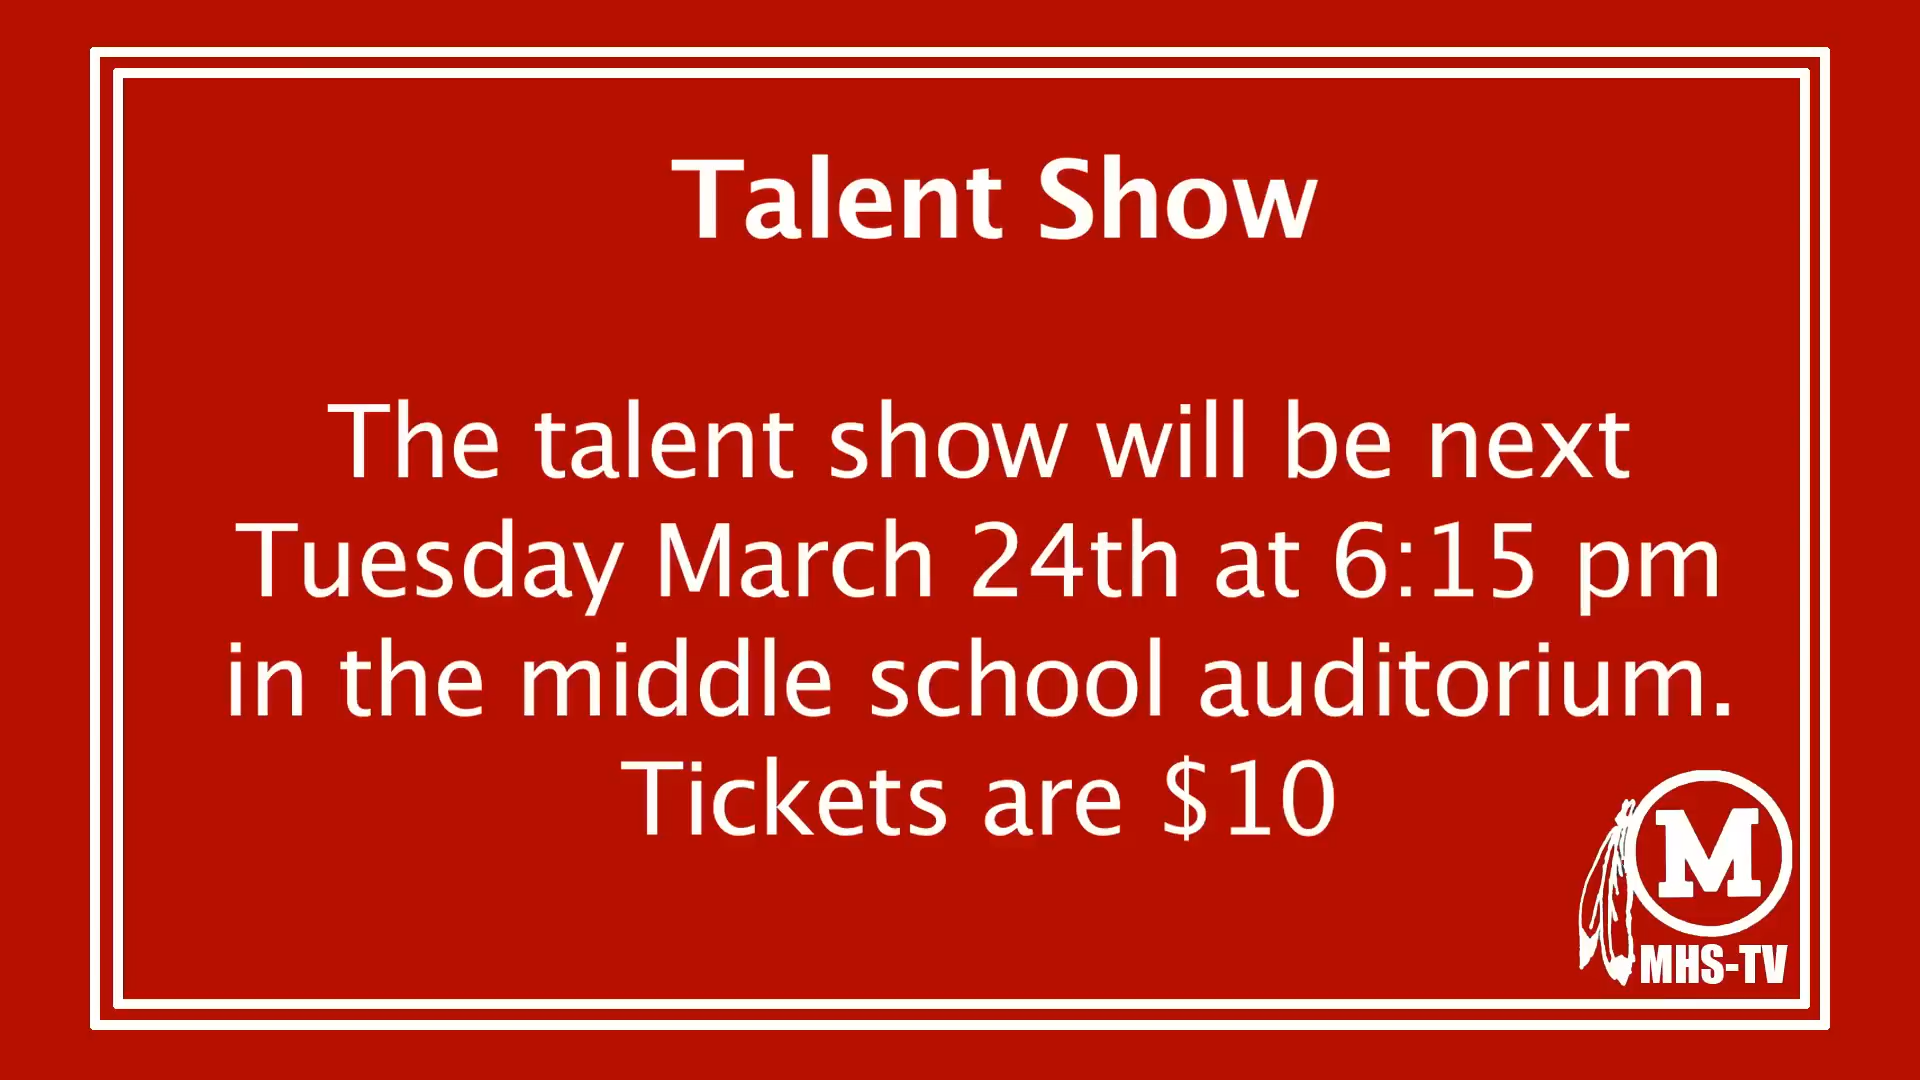 Talent Show
The talent show will be next
Tuesday March 24th at 6:15 pm
in the middle school auditorium.
Tickets are $10
M
MHS-TV